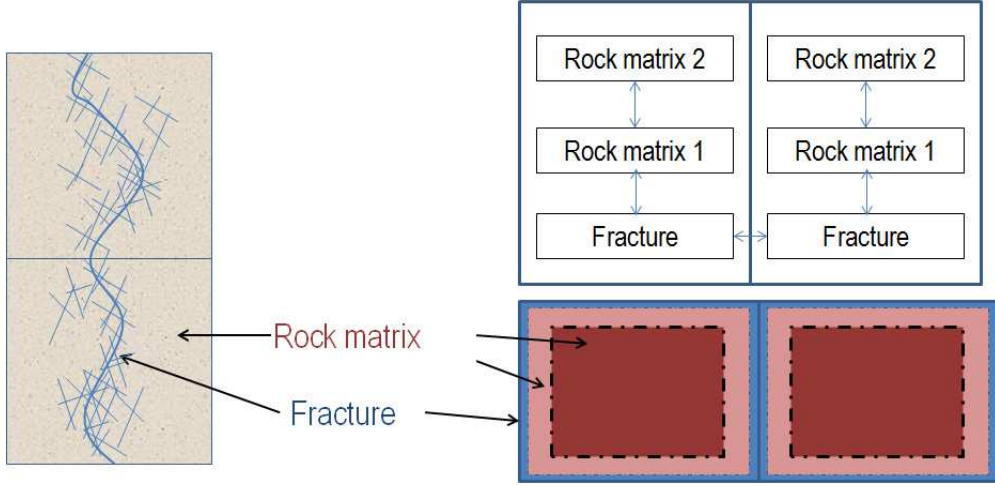 Rock matrix 2
Rock matrix 2
Rock matrix 1
Rock matrix 1
Fracture
Fracture
Rock matrix
Fracture